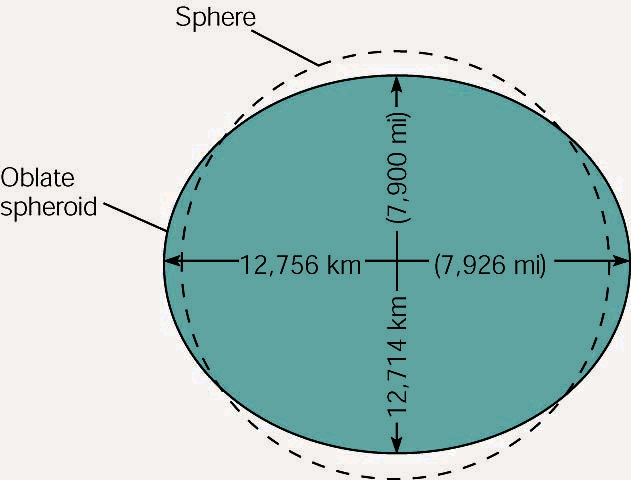 Sphere
Oblate
spheroid
(7,900 mi)
12,756 km
(7,926 mi)
12,714 km